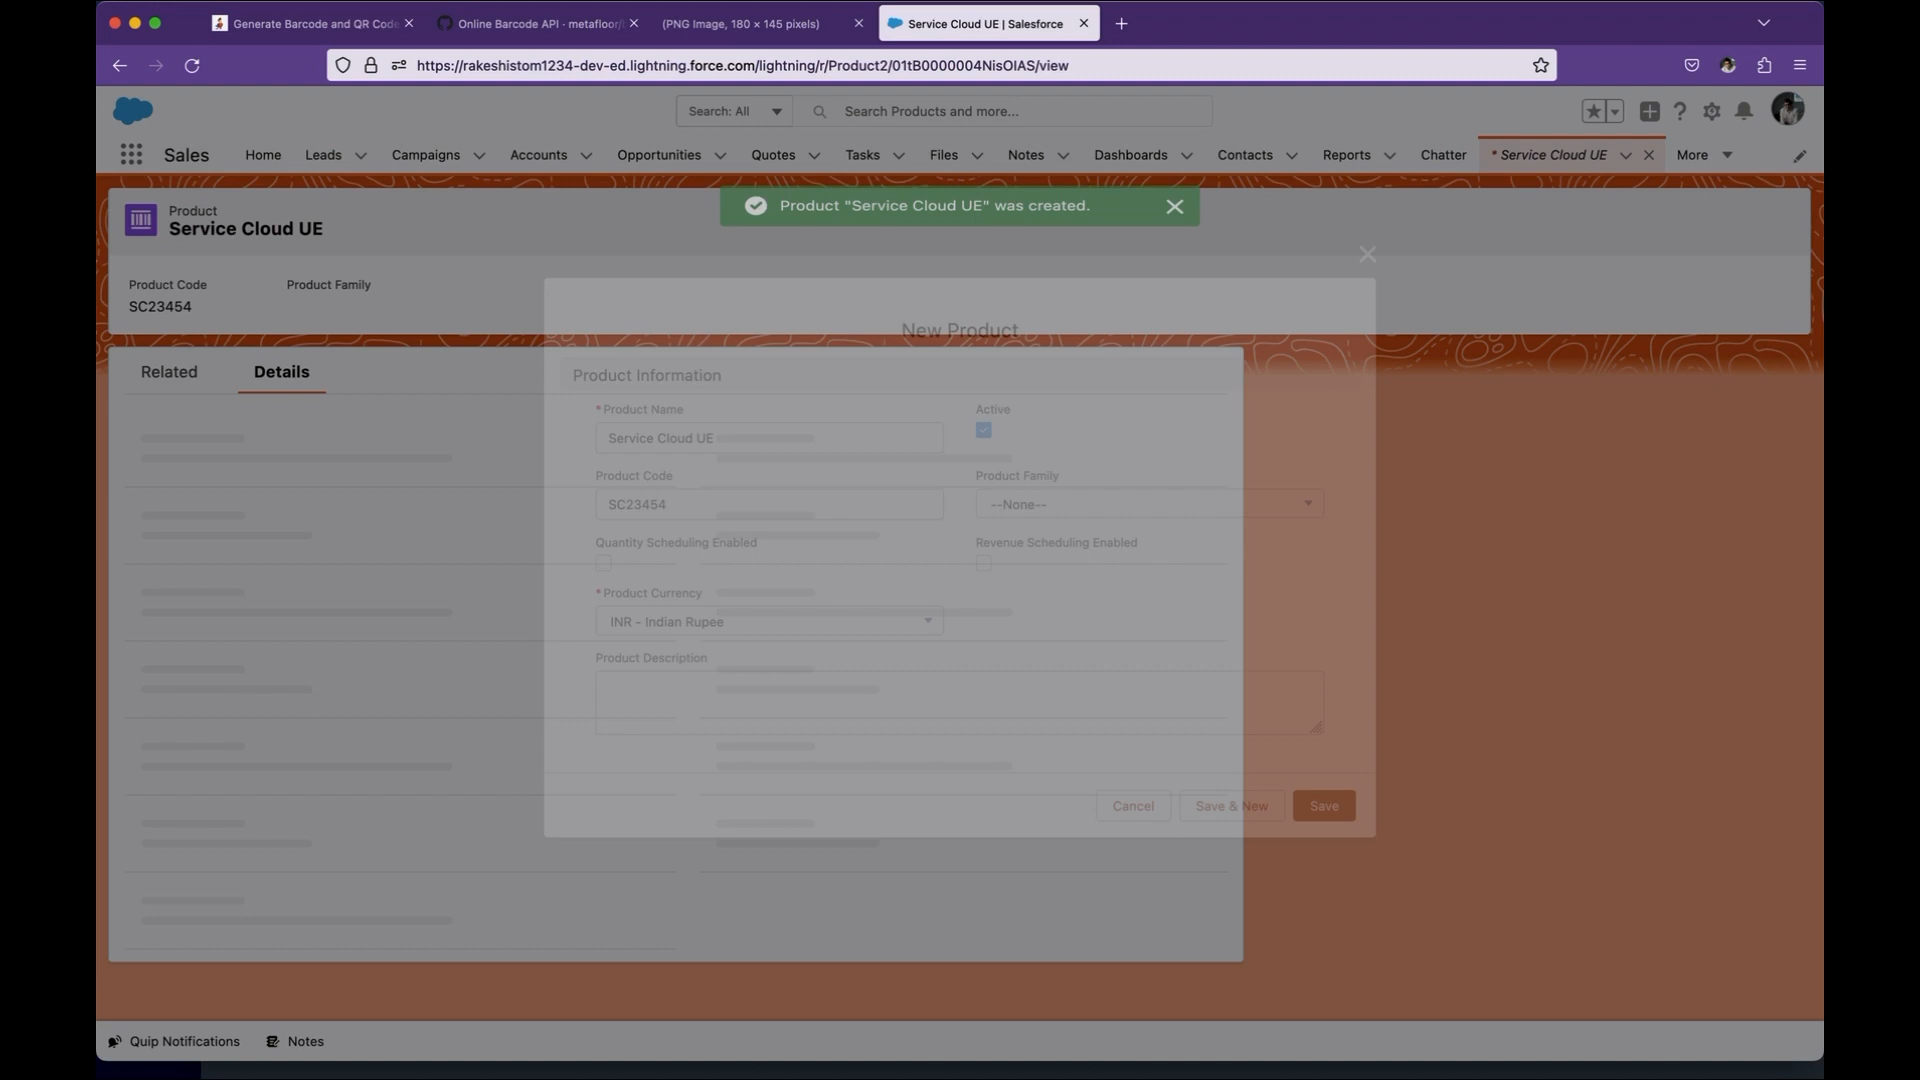 Generate Barcode and QR Code
Online Barcode API · metafloor/
(PNG Image, 180 × 145 pixels)
Service Cloud UE | Salesforce
https://rakeshistom1234-dev-ed.lightning.force.com/lightning/r/Product2/01tB0000004NisOIAS/view
Search: All
Search Products and more...
Sales
Home
Leads
Campaigns
Accounts
Opportunities
Quotes
Tasks
Files
Notes
Dashboards
Contacts
Reports
Chatter
* Service Cloud UE
More
Product
Service Cloud UE
Product "Service Cloud UE" was created.
Product Code
Product Family
SC23454
New Product
Related
Details
Product Information
*Product Name
Active
Service Cloud UE
Product Code
Product Family
SC23454
--None--
Quantity Scheduling Enabled
Revenue Scheduling Enabled
*Product Currency
INR - Indian Rupee
Product Description
Cancel
Save & New
Save
Quip Notifications
Notes